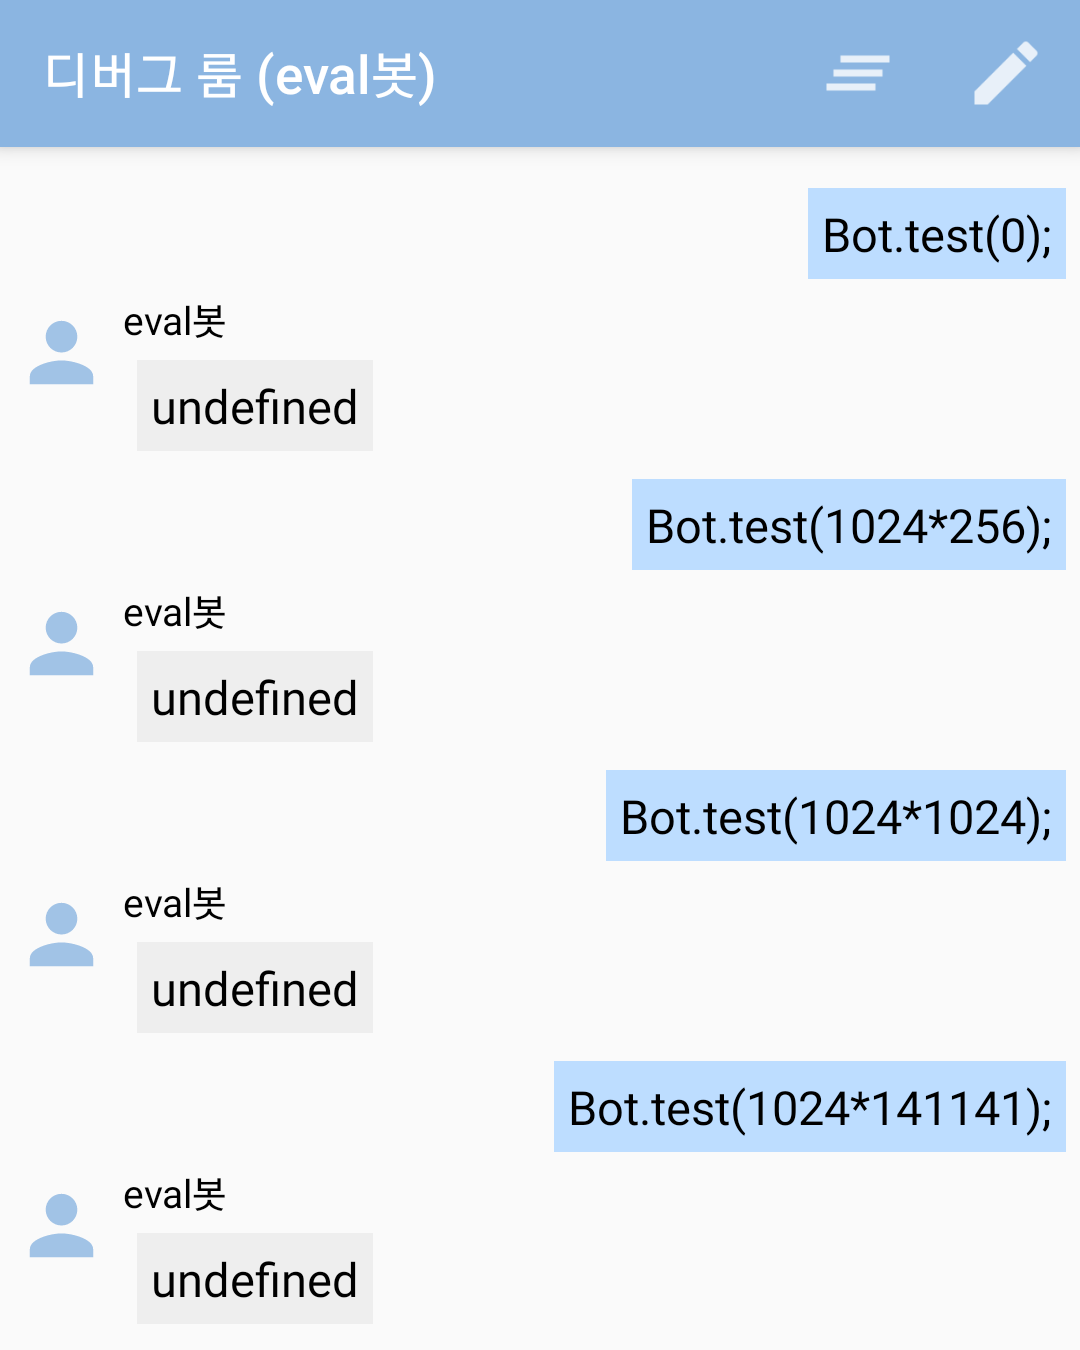 디버그 룸 (eval봇)
Bot.test(0);
eval봇
undefined
Bot.test(1024*256);
eval봇
undefined
Bot.test(1024*1024);
eval봇
undefined
Bot.test(1024*141141);
eval봇
undefined